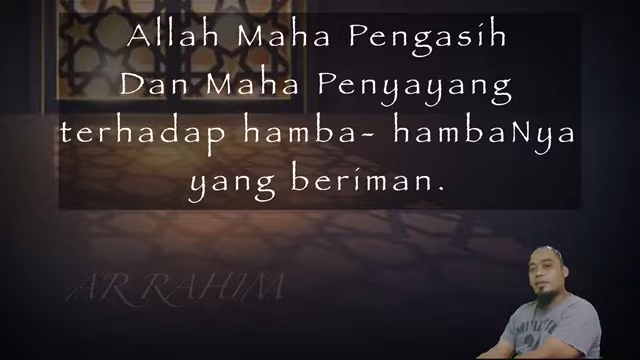 Allah Maha Pengasih
Dan Maha Penyayang
terhadap hamba- hambaNya
yang beriman.
AR RAHIM